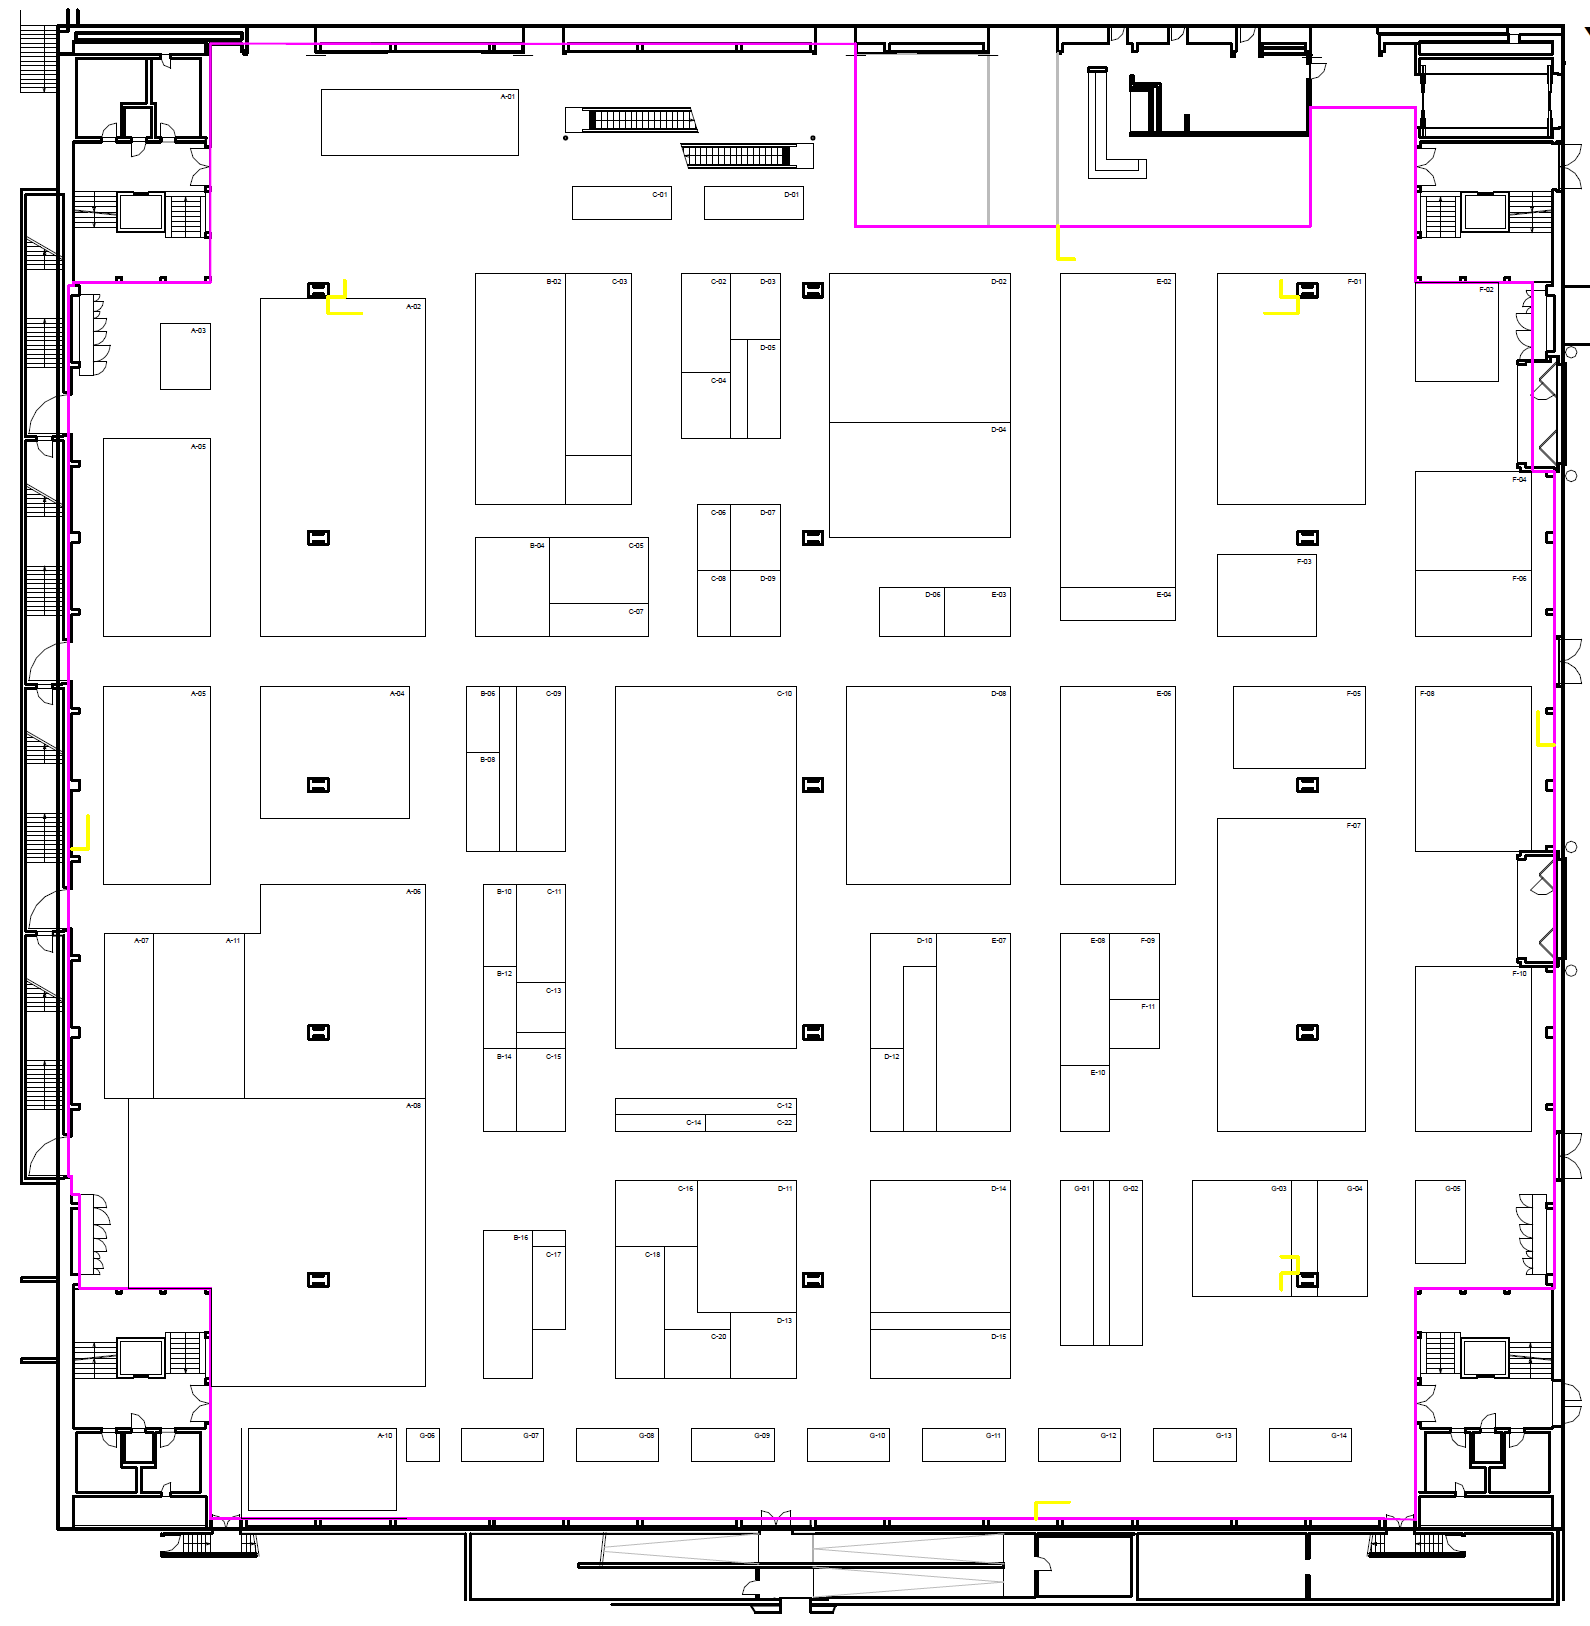 A-01
C-01 D-01
B-02 C-03 C-02 D-03 D-02 E-02 F-01
F-02
A-02
A-03
D-05
C-04
D-04
A-05
F-04
C-06 D-07
B-04 C-05
F-03
C-08 D-09 F-06
D-06 E-03 E-04
C-07
A-05 A-04 B-06 C-09 C-10 D-08 E-06 F-05 F-08
B-08
F-07
A-06 B-10 C-11
A-07 A-11 D-10 E-07 E-08 F-09
B-12 F-10
C-13
F-11
B-14 C-15 D-12
E-10
A-08 C-12
C-14 C-22
C-16 D-11 D-14 G-01 G-02 G-03 G-04 G-05
B-16
C-17 C-18
D-13
C-20 D-15
A-10 G-06 G-07 G-08 G-09 G-10 G-11 G-12 G-13 G-14